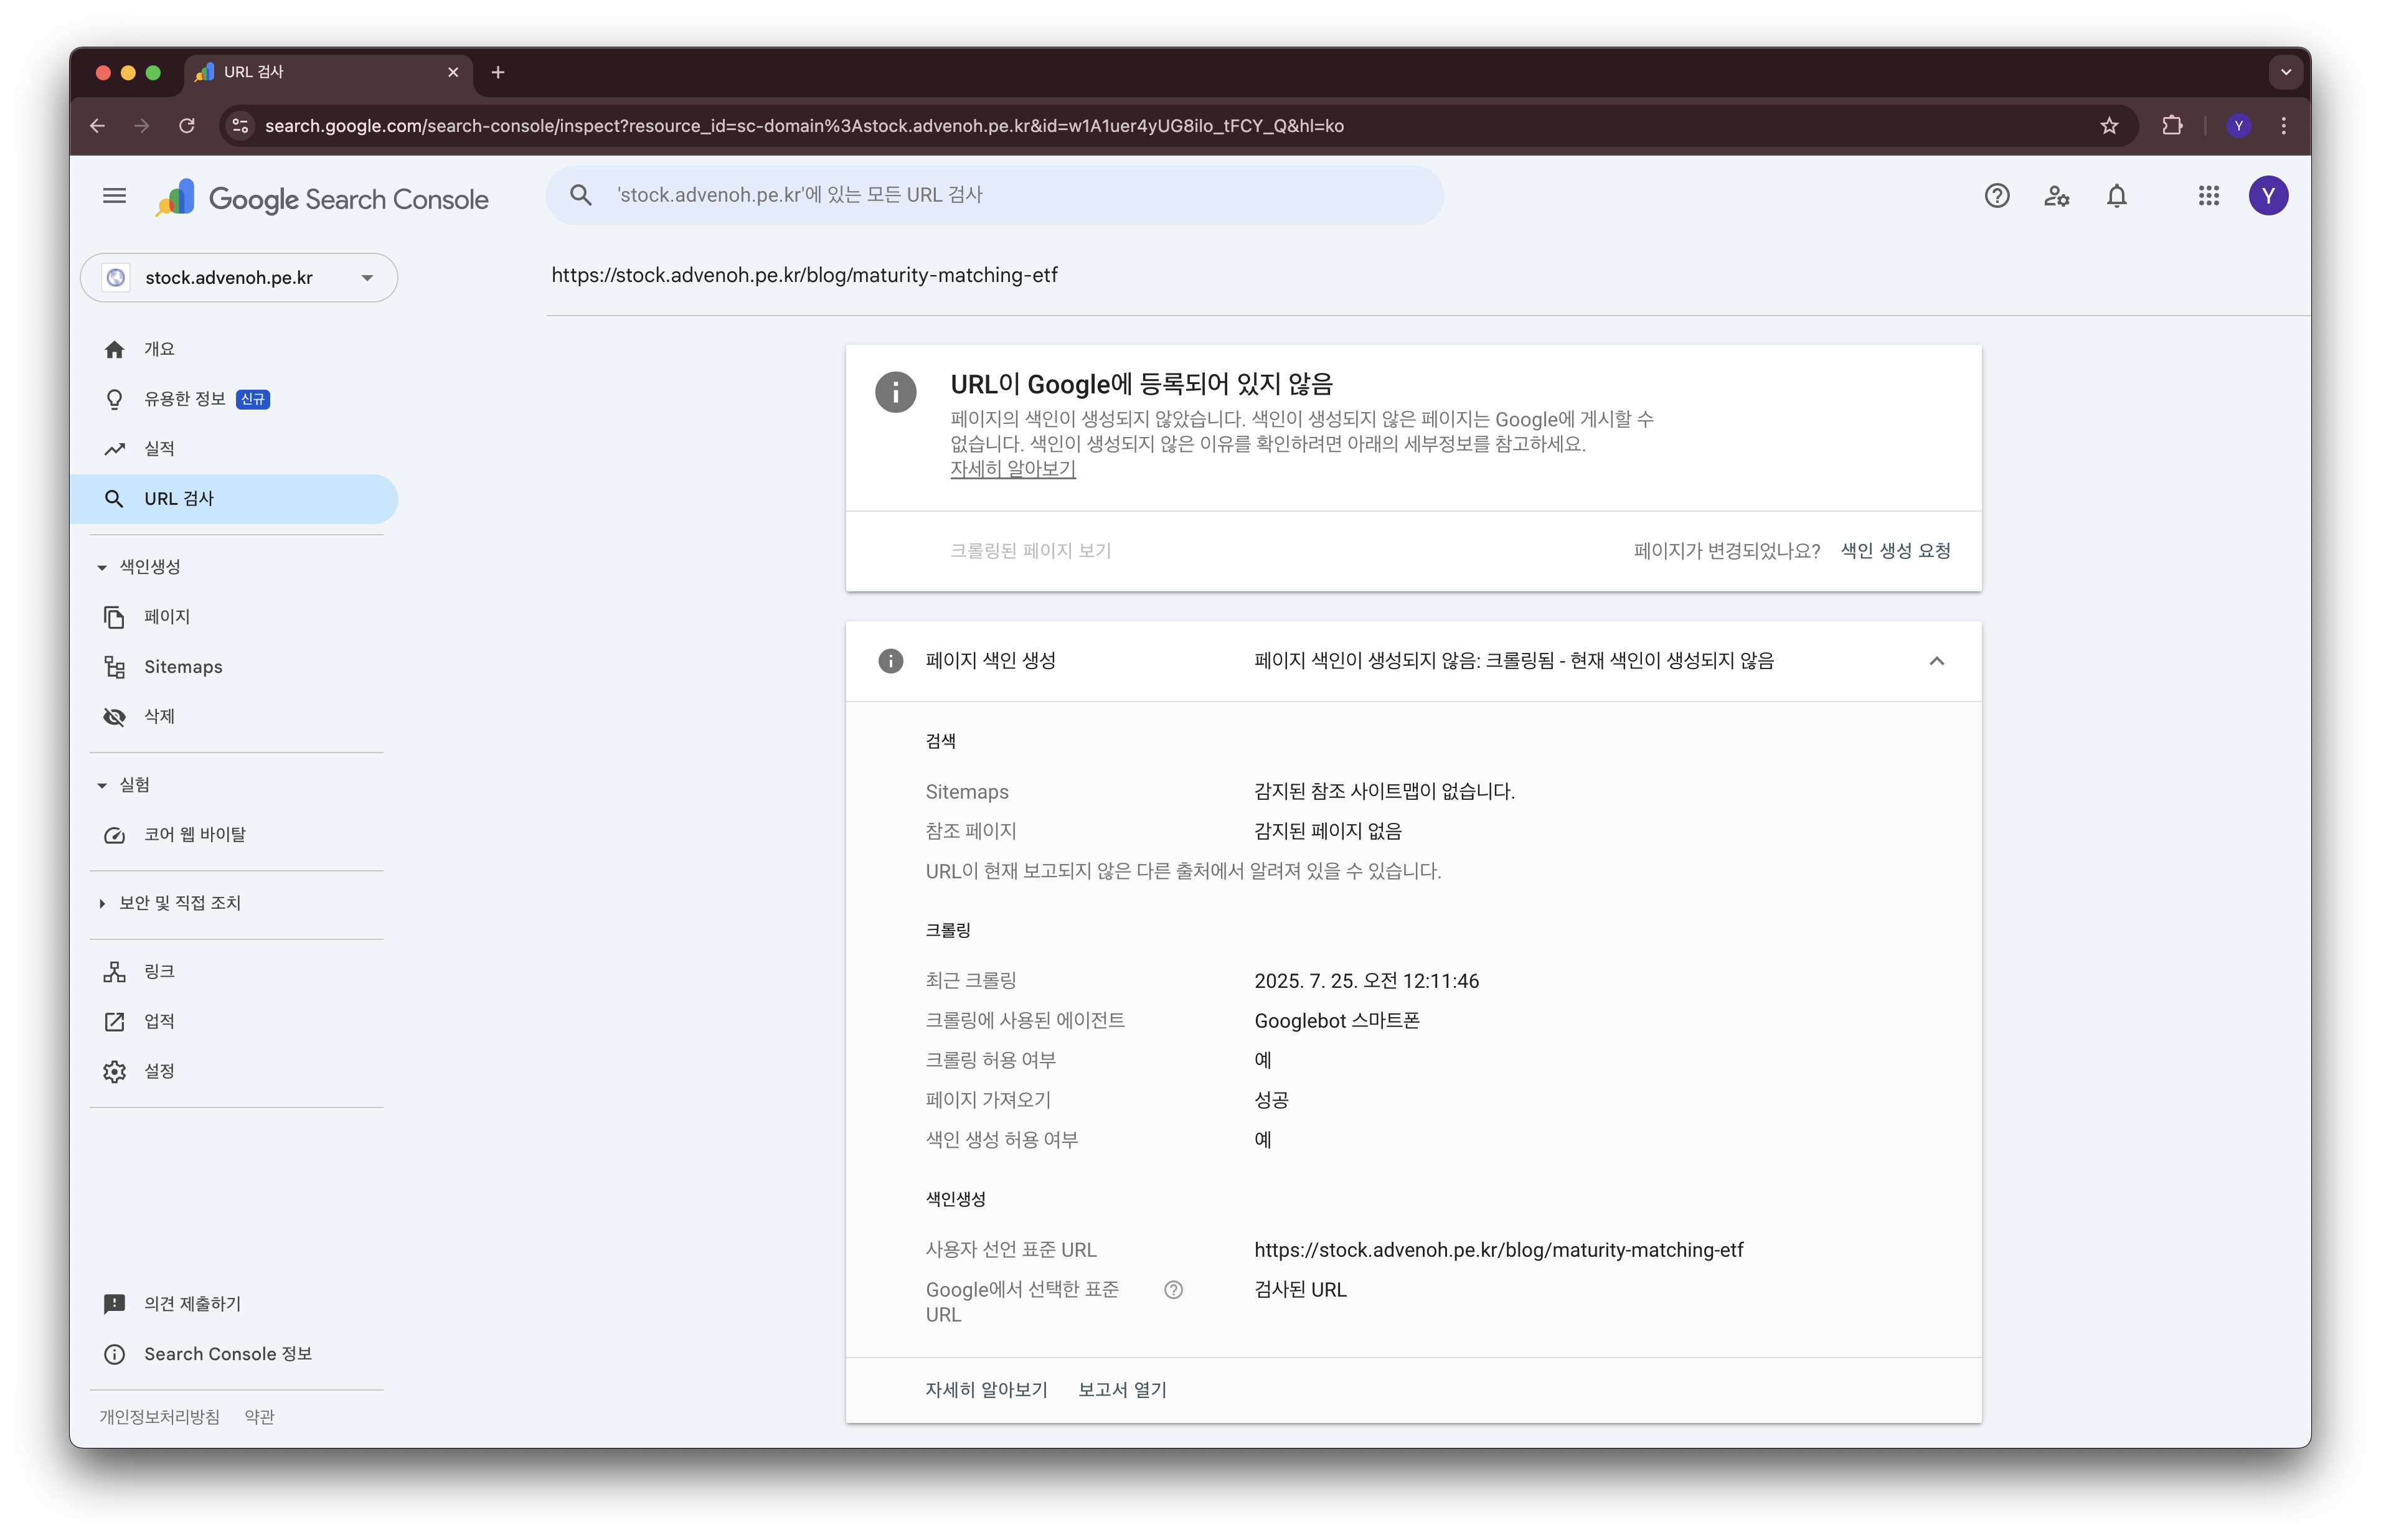 URL 검사
search.google.com/search-console/inspect?resource_id=sc-domain%3Astock.advenoh.pe.kr&id=w1A1uer4yUG8ilo_tFCY_Q&hl=ko
Y
Google Search Console
'stock.advenoh.pe.kr'에 있는 모든 URL 검사
Y
stock.advenoh.pe.kr
https://stock.advenoh.pe.kr/blog/maturity-matching-etf
개요
유용한 정보 신규
실적
URL 검사
색인생성
페이지
Sitemaps
삭제
실험
코어 웹 바이탈
보안 및 직접 조치
링크
업적
설정
의견 제출하기
Search Console 정보
개인정보처리방침 약관
URL이 Google에 등록되어 있지 않음
페이지의 색인이 생성되지 않았습니다. 색인이 생성되지 않은 페이지는 Google에 게시할 수
없습니다. 색인이 생성되지 않은 이유를 확인하려면 아래의 세부정보를 참고하세요.
자세히 알아보기
크롤링된 페이지 보기 페이지가 변경되었나요? 색인 생성 요청
페이지 색인 생성 페이지 색인이 생성되지 않음: 크롤링됨 - 현재 색인이 생성되지 않음
검색
Sitemaps 감지된 참조 사이트맵이 없습니다.
참조 페이지 감지된 페이지 없음
URL이 현재 보고되지 않은 다른 출처에서 알려져 있을 수 있습니다.
크롤링
최근 크롤링 2025. 7. 25. 오전 12:11:46
크롤링에 사용된 에이전트 Googlebot 스마트폰
크롤링 허용 여부 예
페이지 가져오기 성공
색인 생성 허용 여부 예
색인생성
사용자 선언 표준 URL https://stock.advenoh.pe.kr/blog/maturity-matching-etf
Google에서 선택한 표준 검사된 URL
URL
자세히 알아보기 보고서 열기